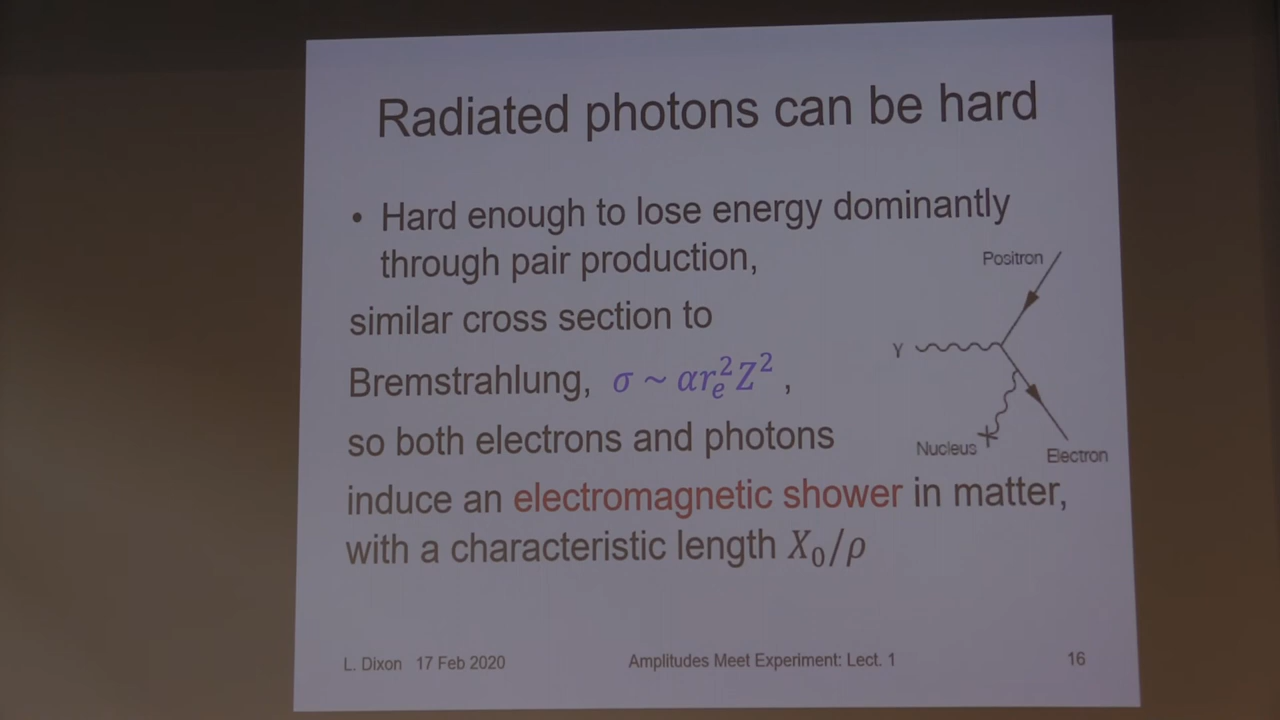 Radiated photons can be hard
• Hard enough to lose energy dominantly
through pair production,
similar cross section to
Bremstrahlung, σ ~ αr_e^2Z^2 ,
so both electrons and photons
induce an electromagnetic shower in matter,
with a characteristic length X_0/ρ
Positron
γ
Nucleus
Electron
L. Dixon 17 Feb 2020
Amplitudes Meet Experiment: Lect. 1
16